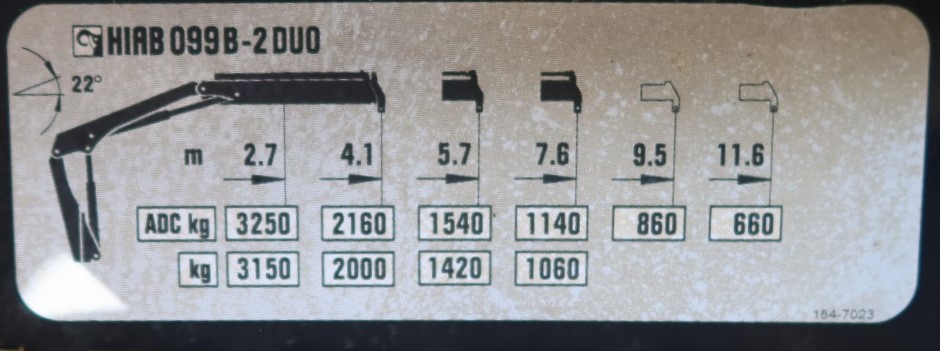 HIAB 099 B-2 DUO
22°
m 2.7 4.1 5.7 7.6 9.5 11.6
ADC kg 3250 2160 1540 1140 860 660
kg 3150 2000 1420 1060
184-7023